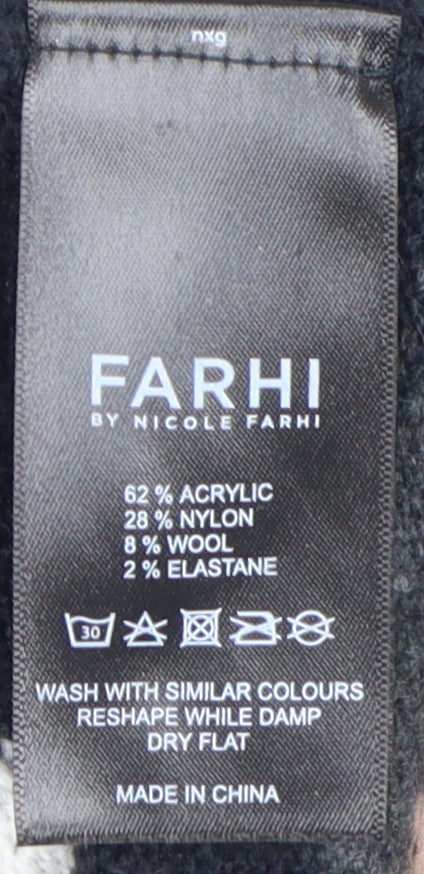 nxg
FARHI
BY NICOLE FARHI
62 % ACRYLIC
28 % NYLON
8 % WOOL
2 % ELASTANE
30
WASH WITH SIMILAR COLOURS
RESHAPE WHILE DAMP
DRY FLAT
MADE IN CHINA